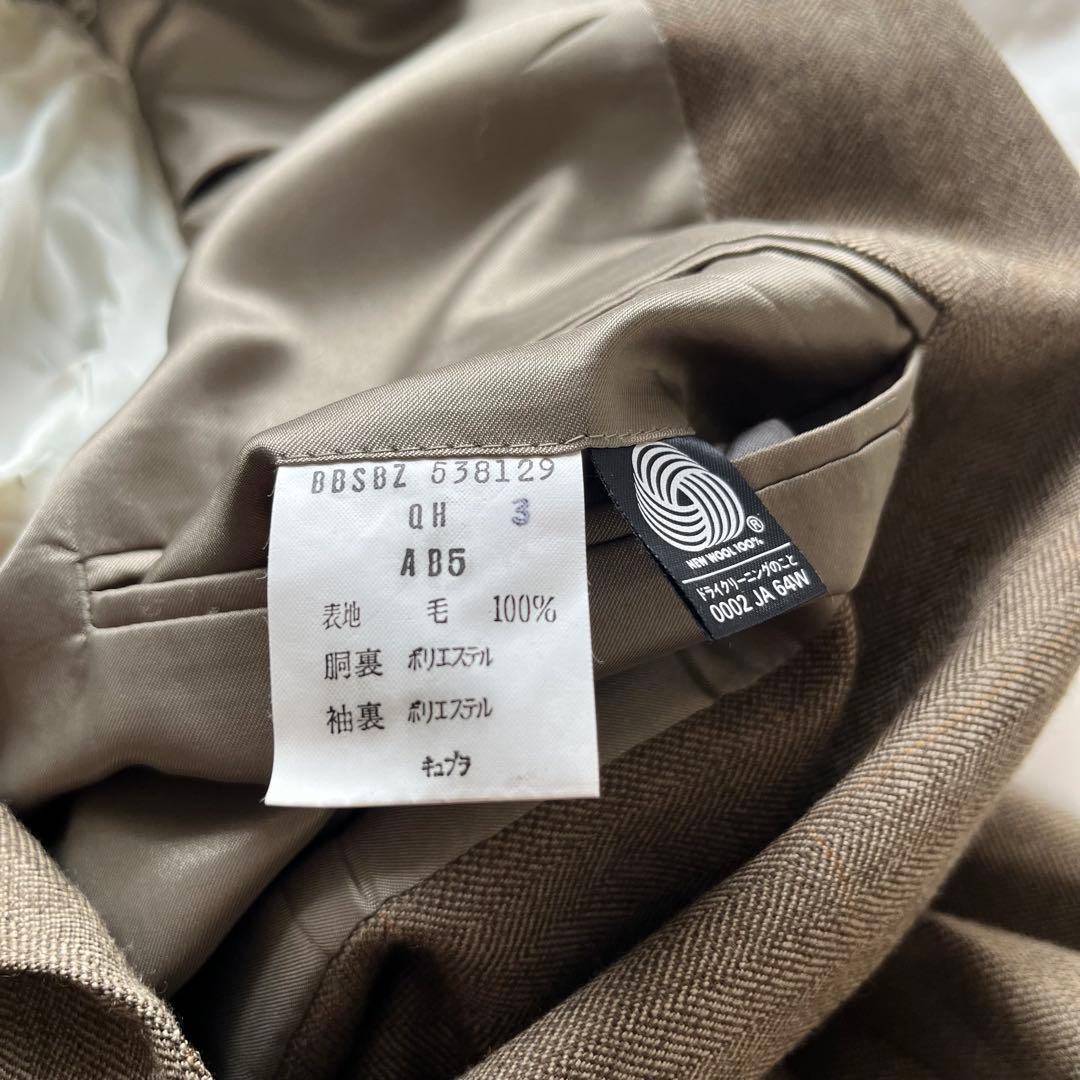 BBSBZ 538129
QH 3
AB5
表地 毛 100%
胴裏 ポリエステル
袖裏 ポリエステル
キュプラ
®
NEW WOOL 100%
ドライクリーニングのこと
0002 JA 64W